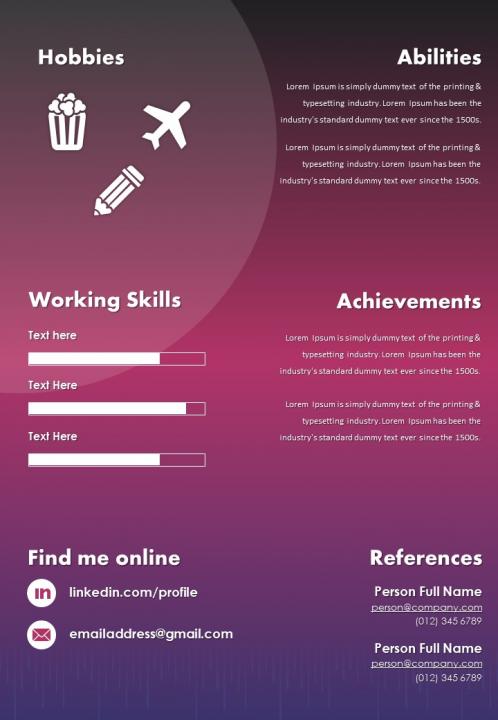 Hobbies
Abilities
Lorem Ipsum is simply dummy text of the printing &
typesetting industry. Lorem Ipsum has been the
industry's standard dummy text ever since the 1500s.
Lorem Ipsum is simply dummy text of the printing &
typesetting industry. Lorem Ipsum has been the
industry's standard dummy text ever since the 1500s.
Working Skills
Text here
Text Here
Text Here
Achievements
Lorem Ipsum is simply dummy text of the printing &
typesetting industry. Lorem Ipsum has been the
industry's standard dummy text ever since the 1500s.
Lorem Ipsum is simply dummy text of the printing &
typesetting industry. Lorem Ipsum has been the
industry's standard dummy text ever since the 1500s.
Find me online
in
linkedin.com/profile
emailaddress@gmail.com
References
Person Full Name
person@company.com
(012) 345 6789
Person Full Name
person@company.com
(012) 345 6789